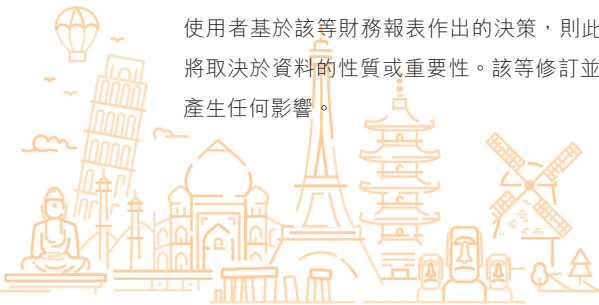 使用者基於該等財務報表作出的決策，則此
將取決於資料的性質或重要性。該等修訂並
產生任何影響。